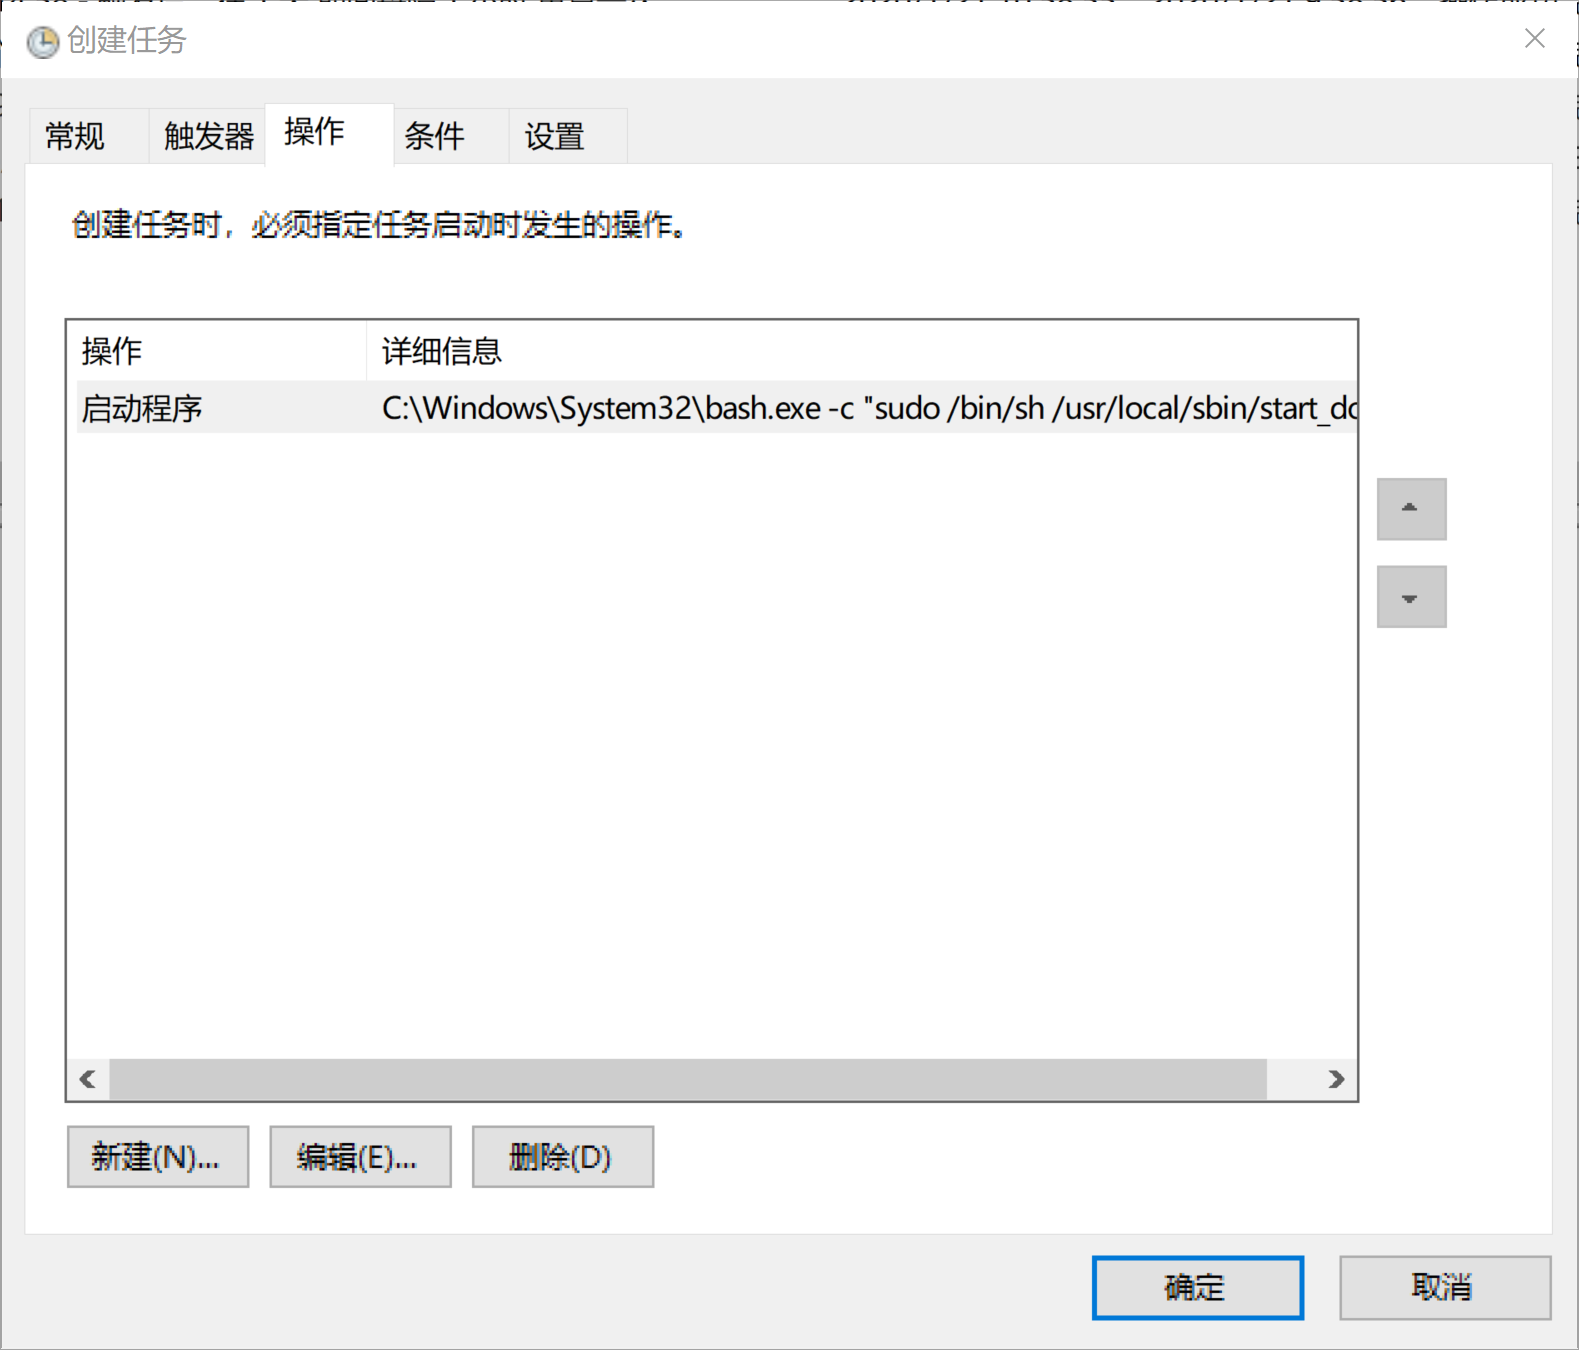 创建任务
常规 触发器 操作 条件 设置
创建任务时，必须指定任务启动时发生的操作。
操作 详细信息
启动程序 C:\Windows\System32\bash.exe -c "sudo /bin/sh /usr/local/sbin/start_do
新建(N)... 编辑(E)... 删除(D)
确定 取消